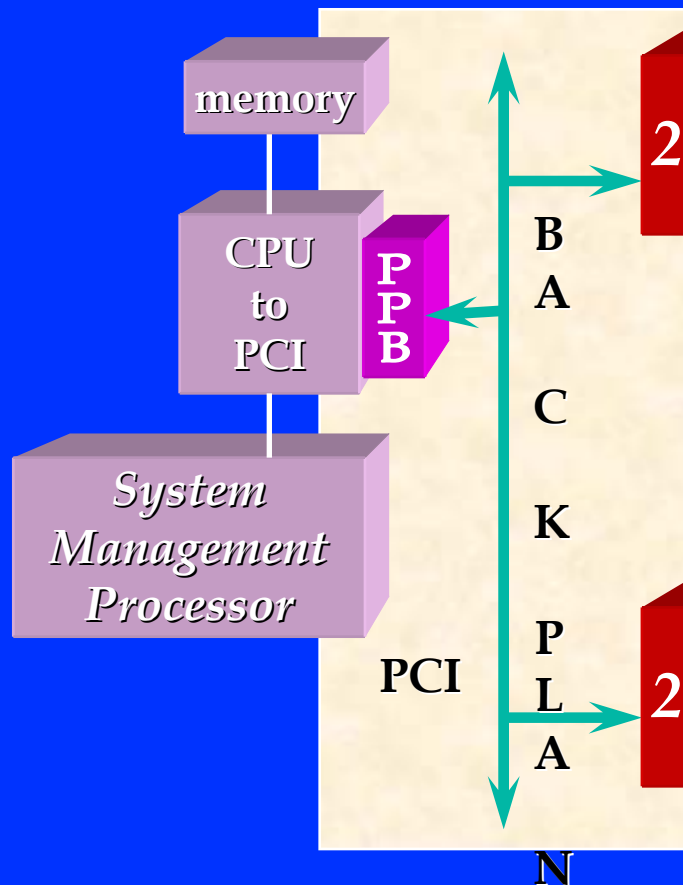 memory
2
CPU
to
PCI
P
P
B
B
A
C
K
P
L
A
N
System
Management
Processor
PCI
2